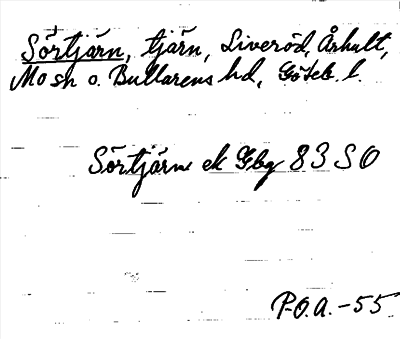 Sörtjärn, tjärn, Liveröd, Århult,
Mo sn o. Bullarens hd, Göteb. l.
Sörtjärn ek Gbg 83 SO
P.O.A. -55